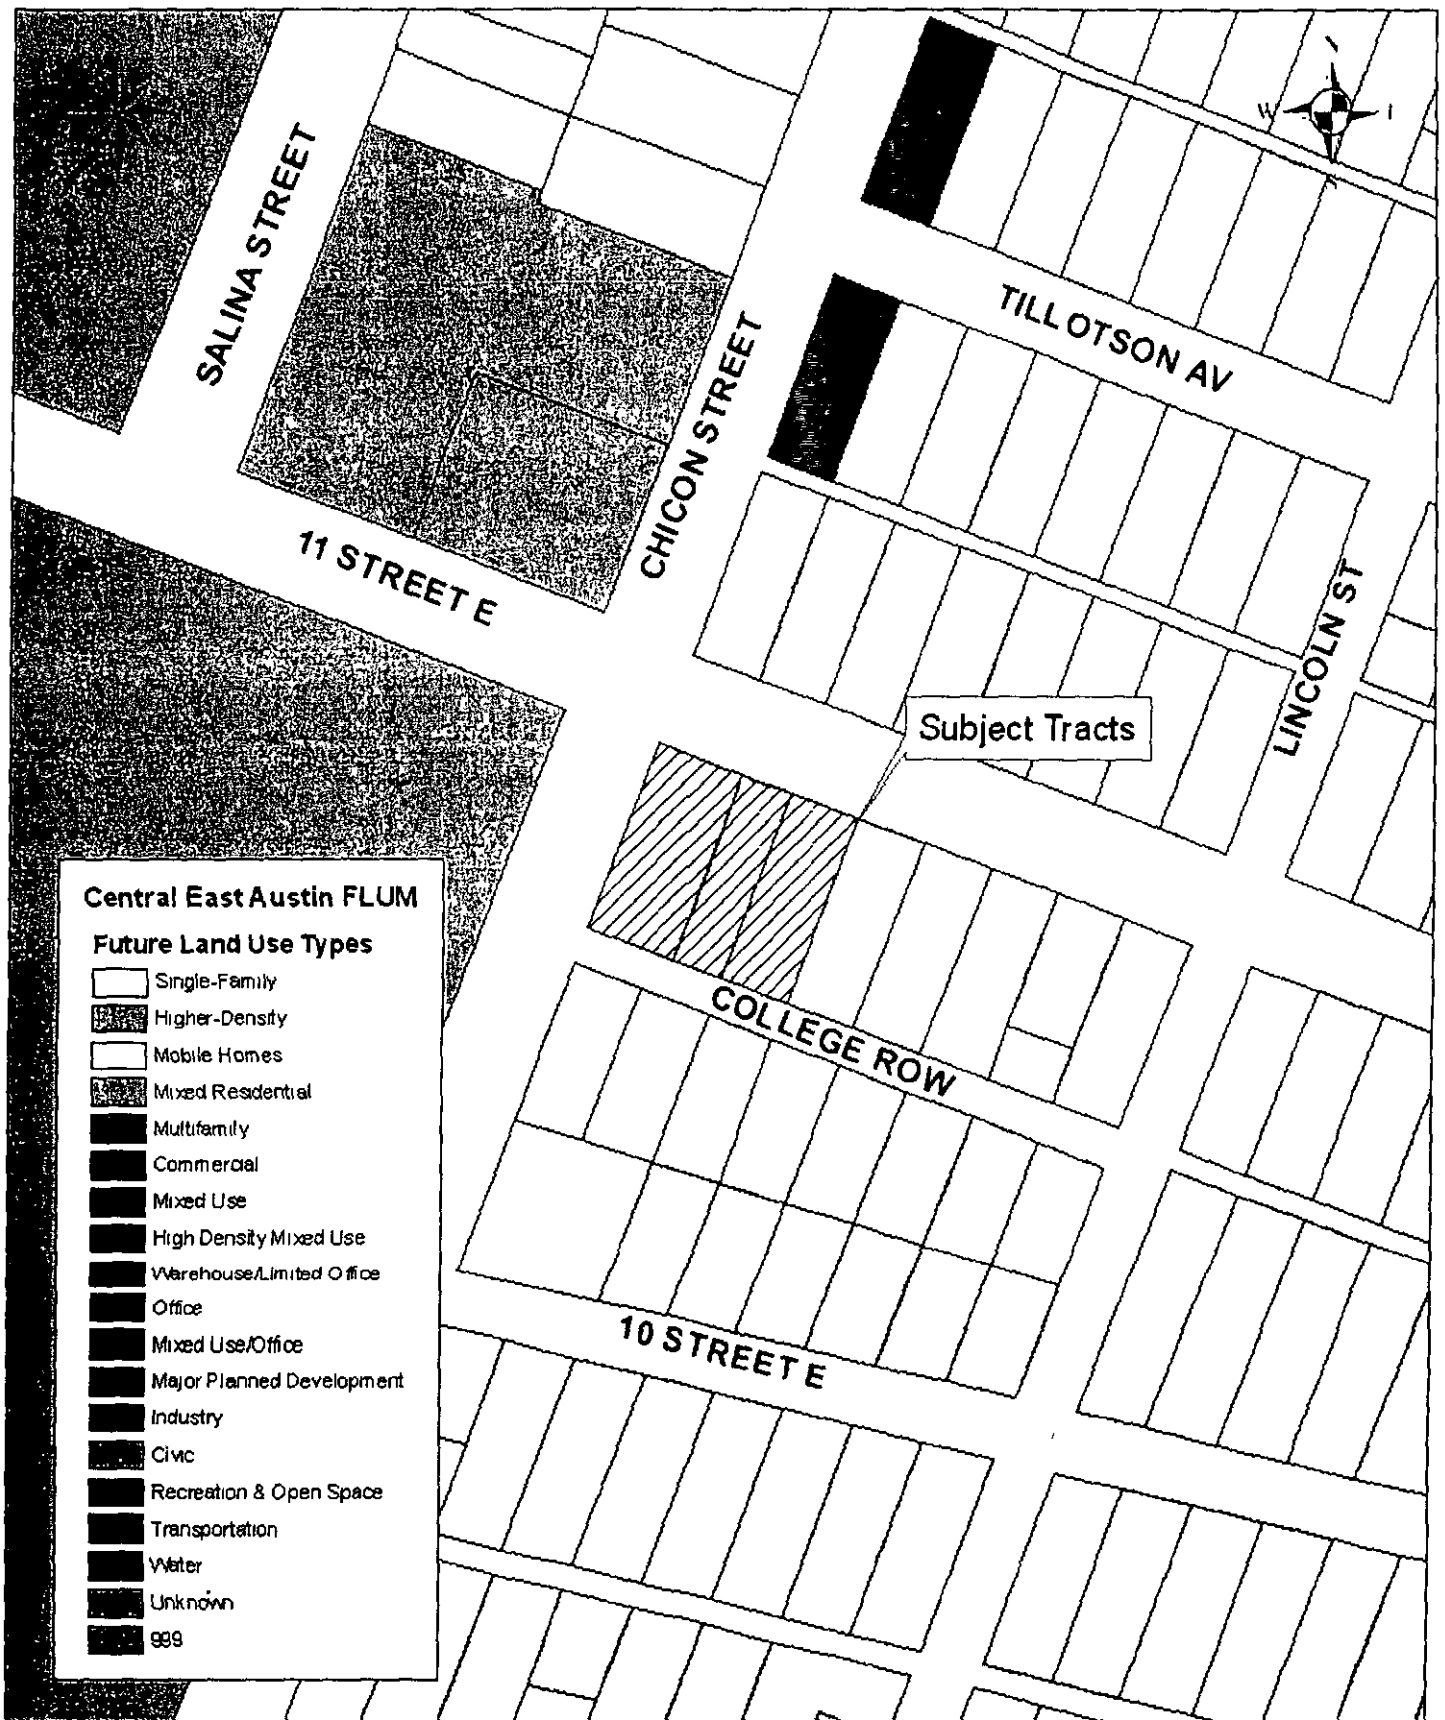 W
SALINA STREET
TILLOTSON AV
CHICON STREET
11 STREET E
LINCOLN ST
Subject Tracts
COLLEGE ROW
10 STREET E
Central East Austin FLUM
Future Land Use Types
Single-Family
Higher-Density
Mobile Homes
Mixed Residential
Multifamily
Commercial
Mixed Use
High Density Mixed Use
Warehouse/Limited Office
Office
Mixed Use/Office
Major Planned Development
Industry
Civic
Recreation & Open Space
Transportation
Water
Unknown
999